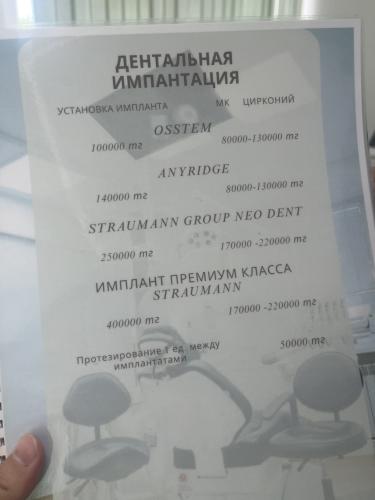 ДЕНТАЛЬНАЯ
ИМПАНТАЦИЯ
УСТАНОВКА ИМПЛАНТА МК ЦИРКОНИЙ
OSSTEM
100000 тг 80000-130000 тг
ANYRIDGE
140000 тг 80000-130000 тг
STRAUMANN GROUP NEO DENT
250000 тг 170000 -220000 тг
ИМПЛАНТ ПРЕМИУМ КЛАССА
STRAUMANN
400000 тг 170000 -220000 тг
Протезирование 1 ед. между 50000 тг
имплантатами